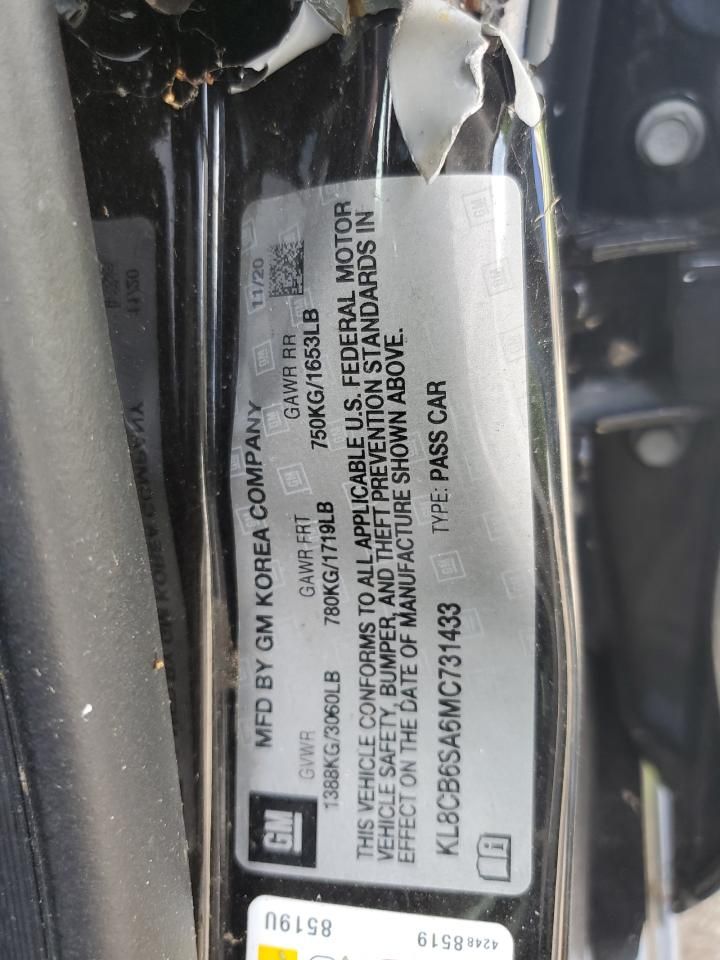 MFD BY GM KOREA COMPANY 11/20
GVWR GAWR FRT GAWR RR
1388KG/3060LB 780KG/1719LB 750KG/1653LB
THIS VEHICLE CONFORMS TO ALL APPLICABLE U.S. FEDERAL MOTOR
VEHICLE SAFETY, BUMPER, AND THEFT PREVENTION STANDARDS IN
EFFECT ON THE DATE OF MANUFACTURE SHOWN ABOVE.
KL8CB6SA6MC731433 TYPE: PASS CAR
GM
8519U
42488519